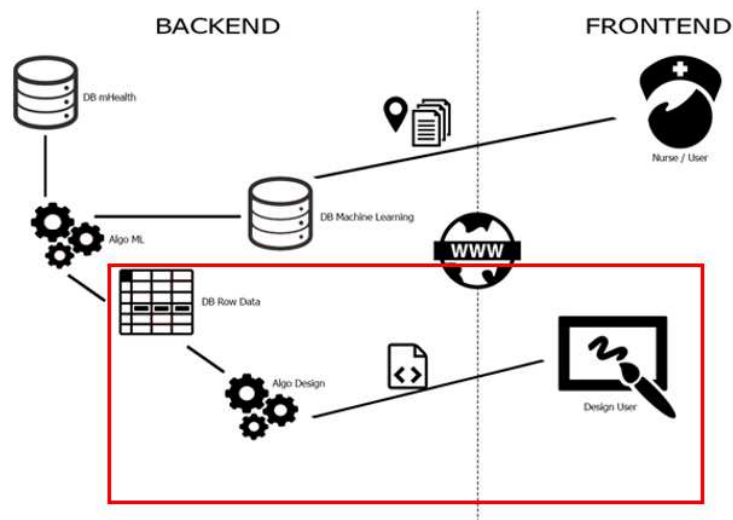 BACKEND
FRONTEND
DB mHealth
Nurse / User
DB Machine Learning
Algo ML
WWW
DB Row Data
Algo Design
Design User